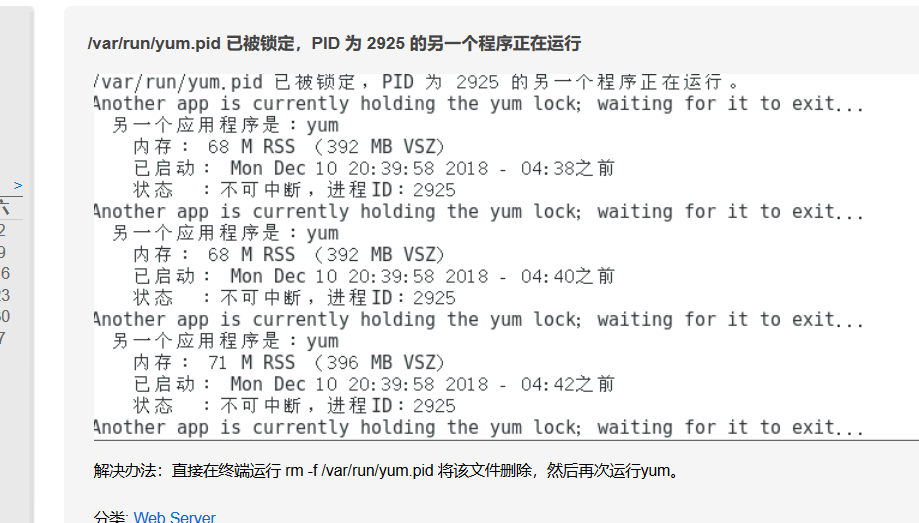 /var/run/yum.pid 已被锁定，PID 为 2925 的另一个程序正在运行
/var/run/yum.pid 已被锁定，PID 为 2925 的另一个程序正在运行。
Another app is currently holding the yum lock; waiting for it to exit...
另一个应用程序是：yum
内存： 68 M RSS （392 MB VSZ）
已启动： Mon Dec 10 20:39:58 2018 - 04:38之前
状态 ：不可中断，进程ID：2925
Another app is currently holding the yum lock; waiting for it to exit...
另一个应用程序是：yum
内存： 68 M RSS （392 MB VSZ）
已启动： Mon Dec 10 20:39:58 2018 - 04:40之前
状态 ：不可中断，进程ID：2925
Another app is currently holding the yum lock; waiting for it to exit...
另一个应用程序是：yum
内存： 71 M RSS （396 MB VSZ）
已启动： Mon Dec 10 20:39:58 2018 - 04:42之前
状态 ：不可中断，进程ID：2925
Another app is currently holding the yum lock; waiting for it to exit...
解决办法：直接在终端运行 rm -f /var/run/yum.pid 将该文件删除，然后再次运行yum。
分类: Web Server
>
六
2
9
6
23
30
7